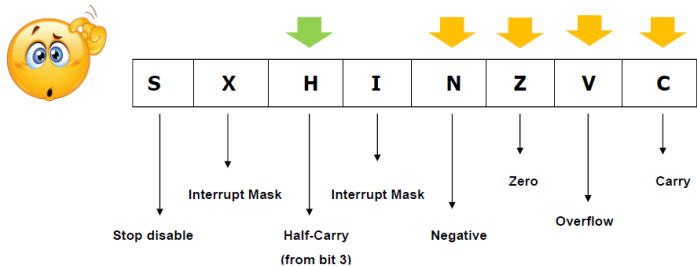 S X H I N Z V C
Zero
Carry
Interrupt Mask
Interrupt Mask
Overflow
Stop disable
Half-Carry
(from bit 3)
Negative